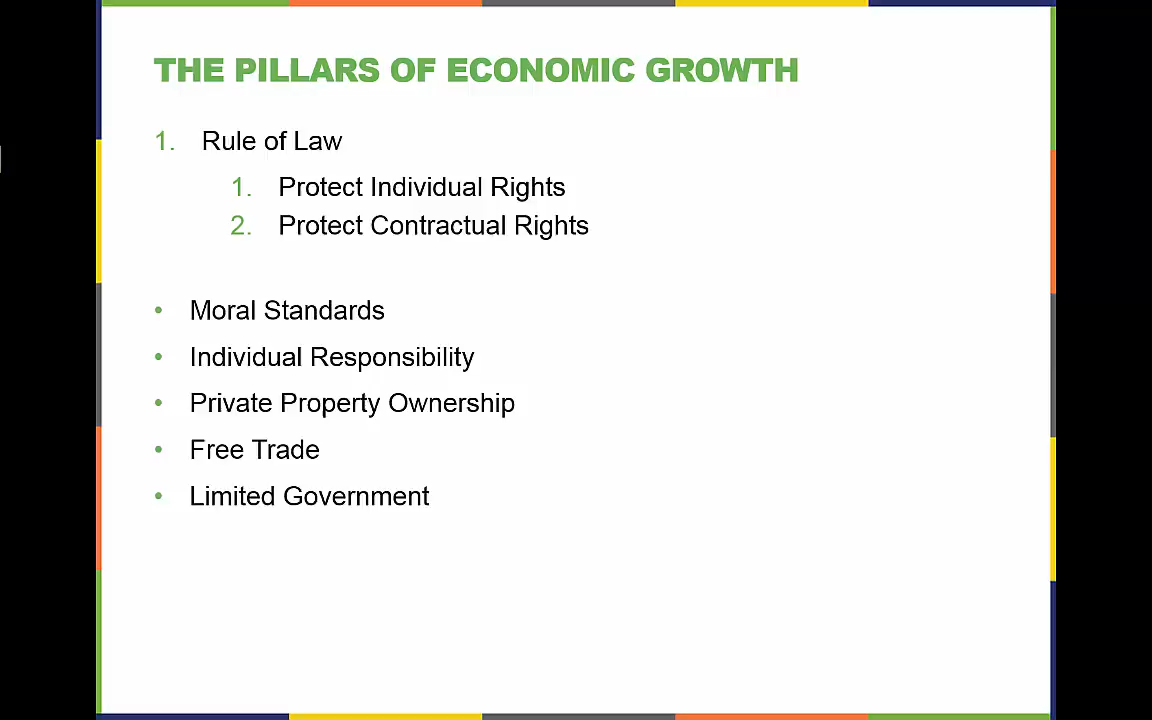 THE PILLARS OF ECONOMIC GROWTH
1. Rule of Law
1. Protect Individual Rights
2. Protect Contractual Rights
• Moral Standards
• Individual Responsibility
• Private Property Ownership
• Free Trade
• Limited Government